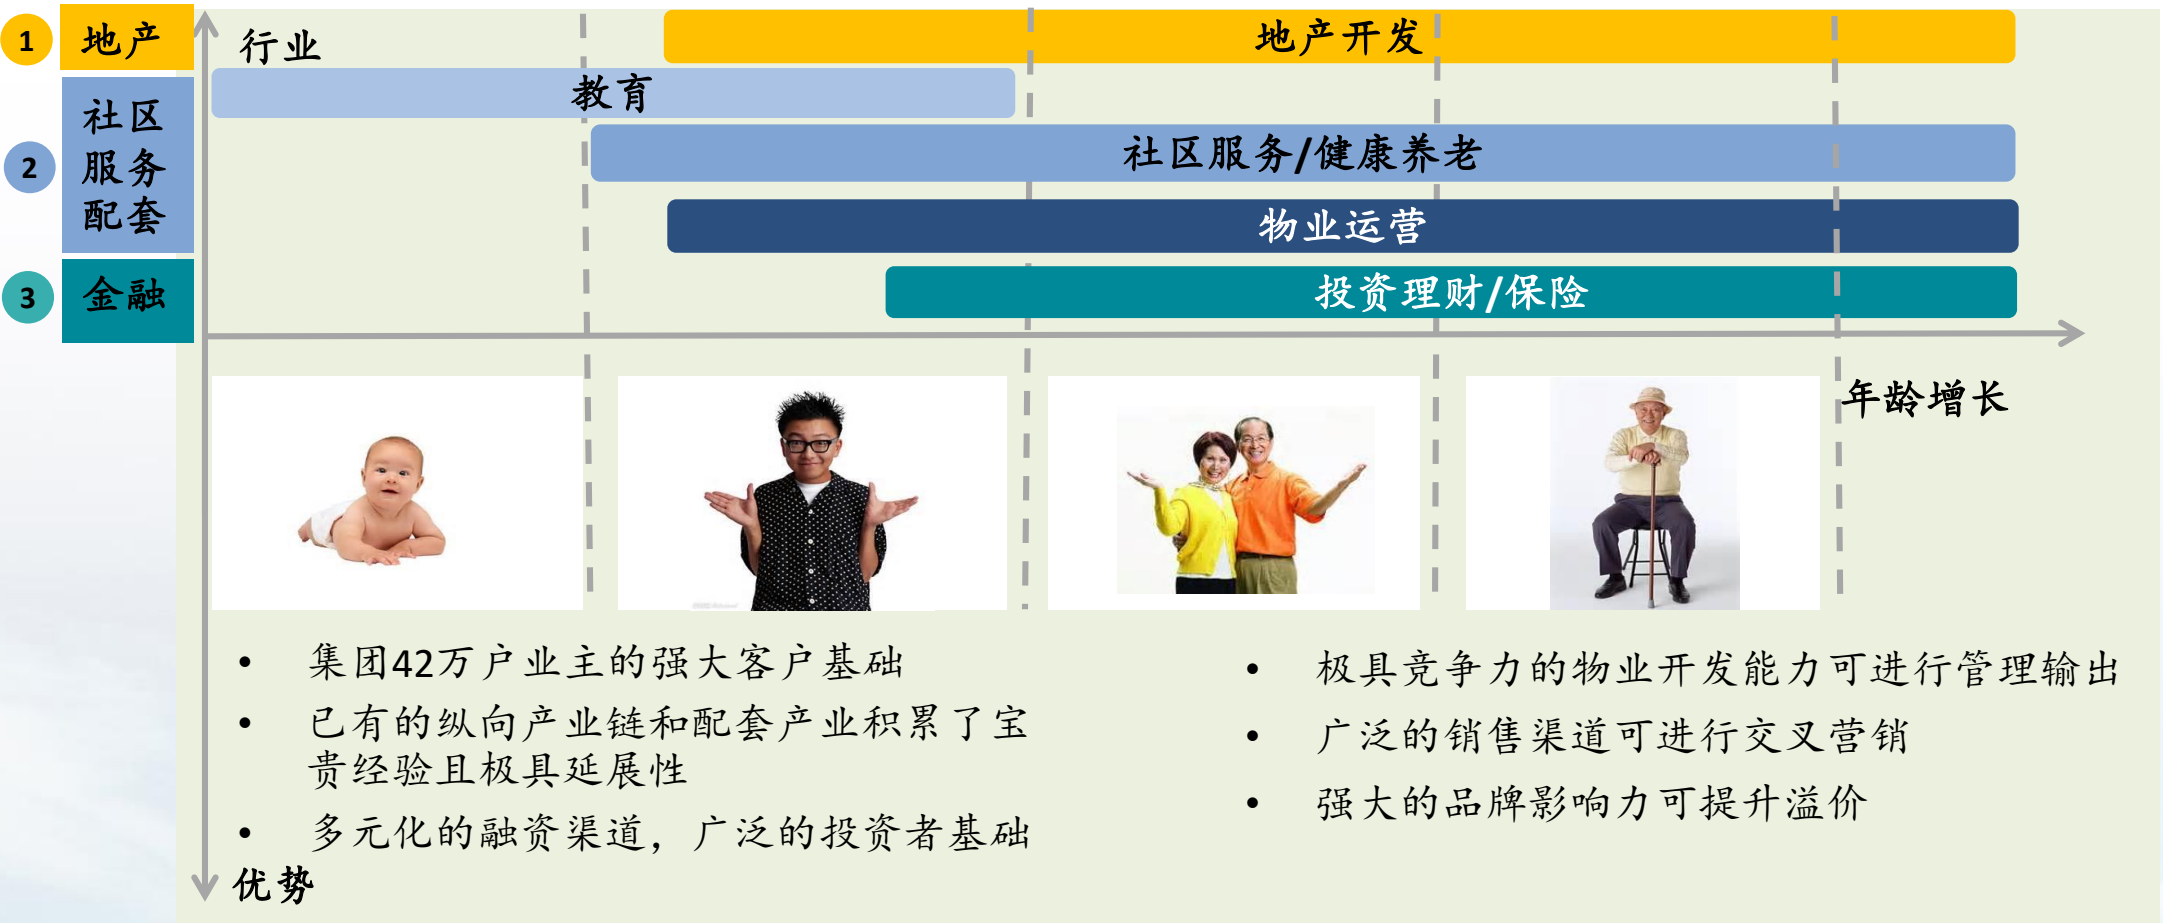 1
地产
行业
地产开发
教育
社区
服务
配套
2
社区服务/健康养老
物业运营
3
金融
投资理财/保险
年龄增长
• 集团42万户业主的强大客户基础
• 已有的纵向产业链和配套产业积累了宝
贵经验且极具延展性
• 多元化的融资渠道，广泛的投资者基础
• 极具竞争力的物业开发能力可进行管理输出
• 广泛的销售渠道可进行交叉营销
• 强大的品牌影响力可提升溢价
优势